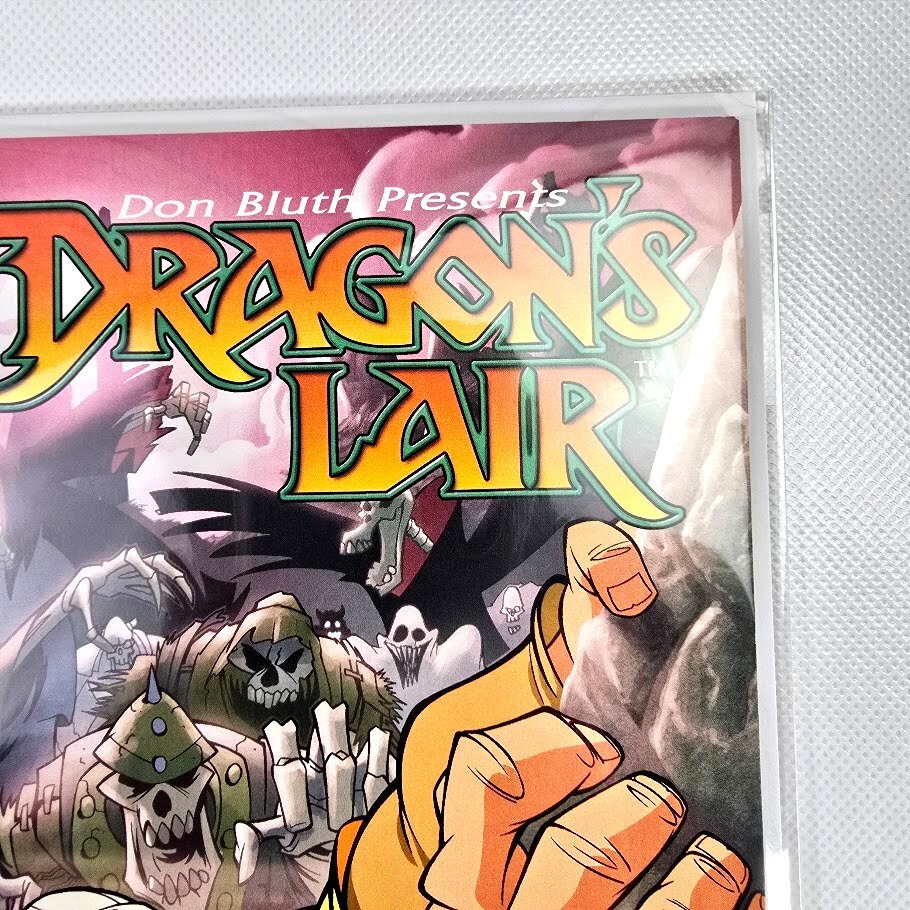 Don Bluth Presents
DRAGON'S
LAIR™